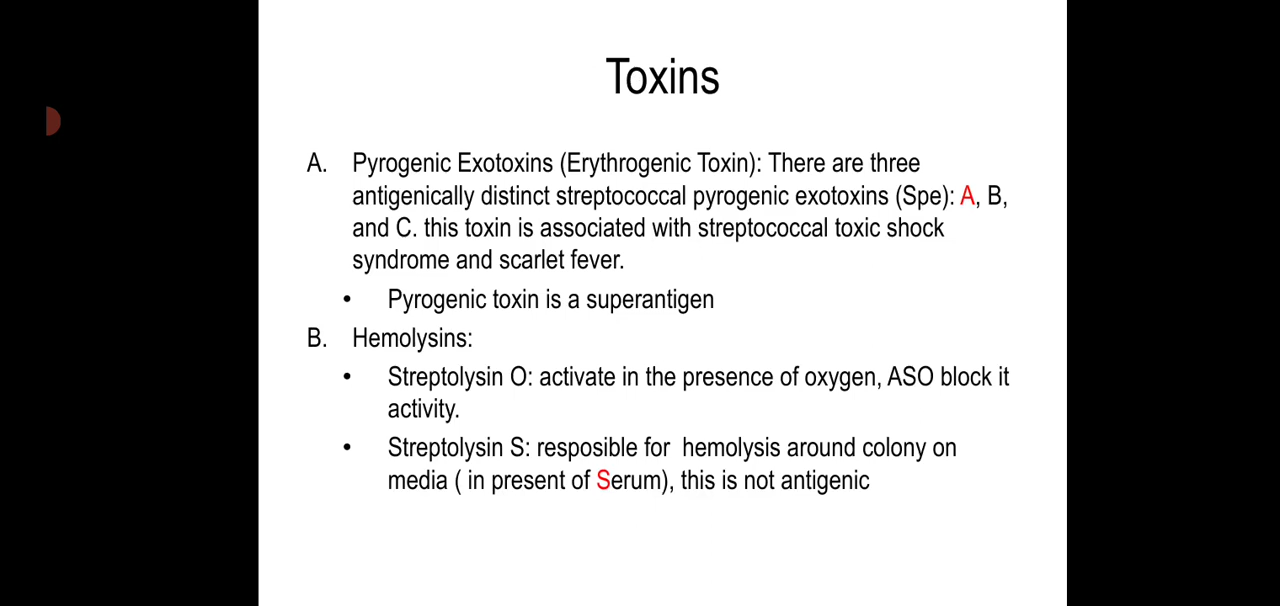 Toxins
A. Pyrogenic Exotoxins (Erythrogenic Toxin): There are three
antigenically distinct streptococcal pyrogenic exotoxins (Spe): A, B,
and C. this toxin is associated with streptococcal toxic shock
syndrome and scarlet fever.
• Pyrogenic toxin is a superantigen
B. Hemolysins:
• Streptolysin O: activate in the presence of oxygen, ASO block it
activity.
• Streptolysin S: resposible for hemolysis around colony on
media ( in present of Serum), this is not antigenic